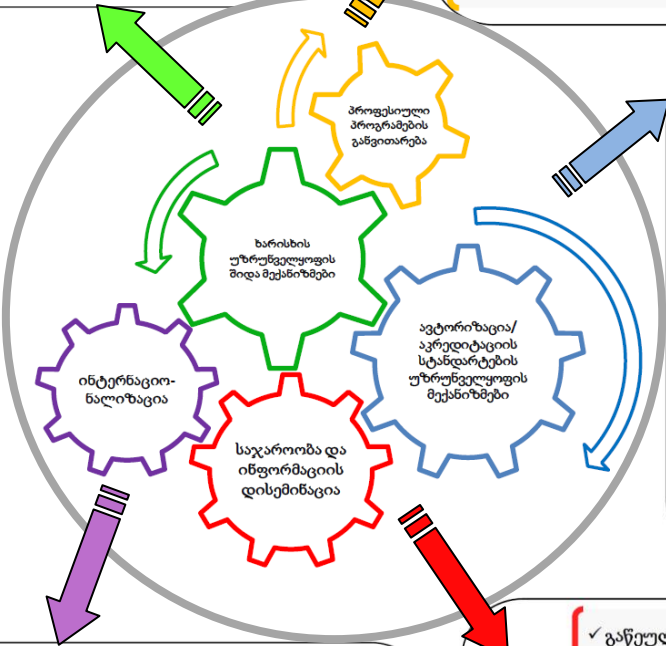 პროფესიული
პროგრამების
განვითარება
ხარისხის
უზრუნველყოფის
შიდა მექანიზმები
ავტორიზაცია/
აკრედიტაციის
სტანდარტების
უზრუნველყოფის
მექანიზმები
ინტერნაციო-
ნალიზაცია
საჯაროობა და
ინფორმაციის
დისემინაცია